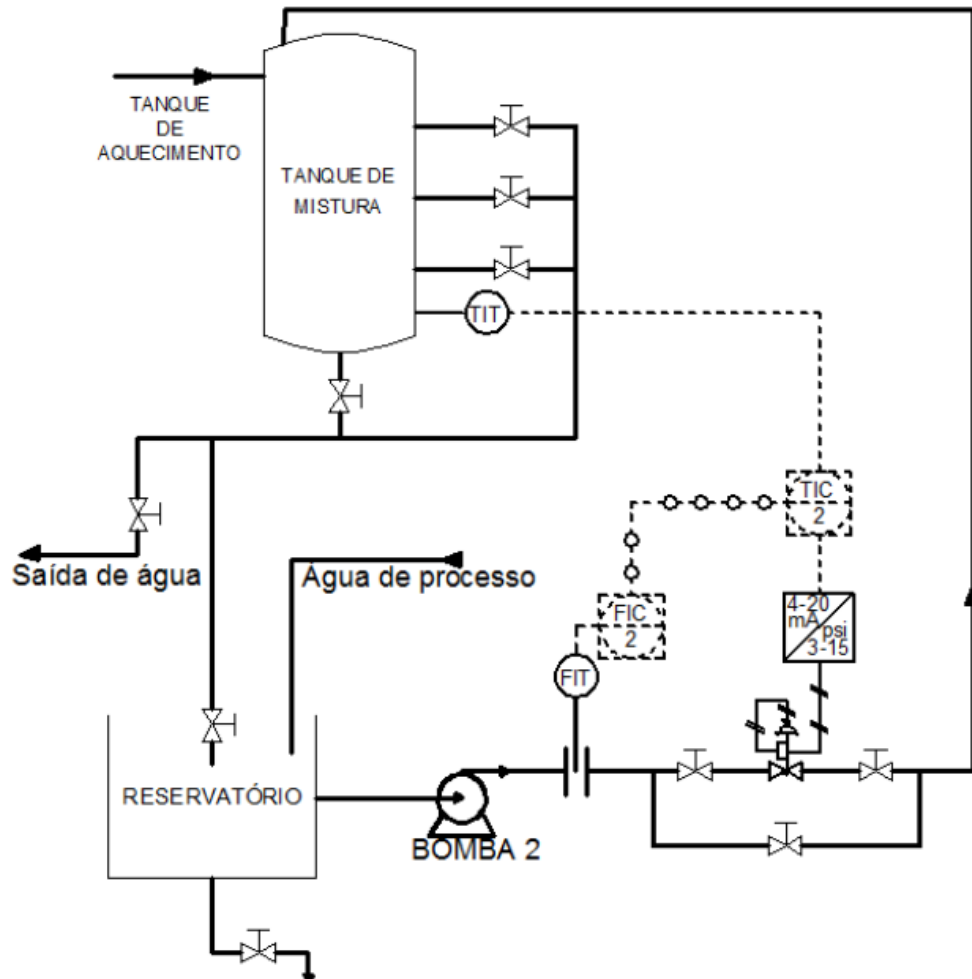 TANQUE
DE
AQUECIMENTO
TANQUE DE
MISTURA
TIT
TIC
2
Saída de água
Água de processo
FIC
2
4-20
mA
psi
3-15
FIT
RESERVATÓRIO
BOMBA 2